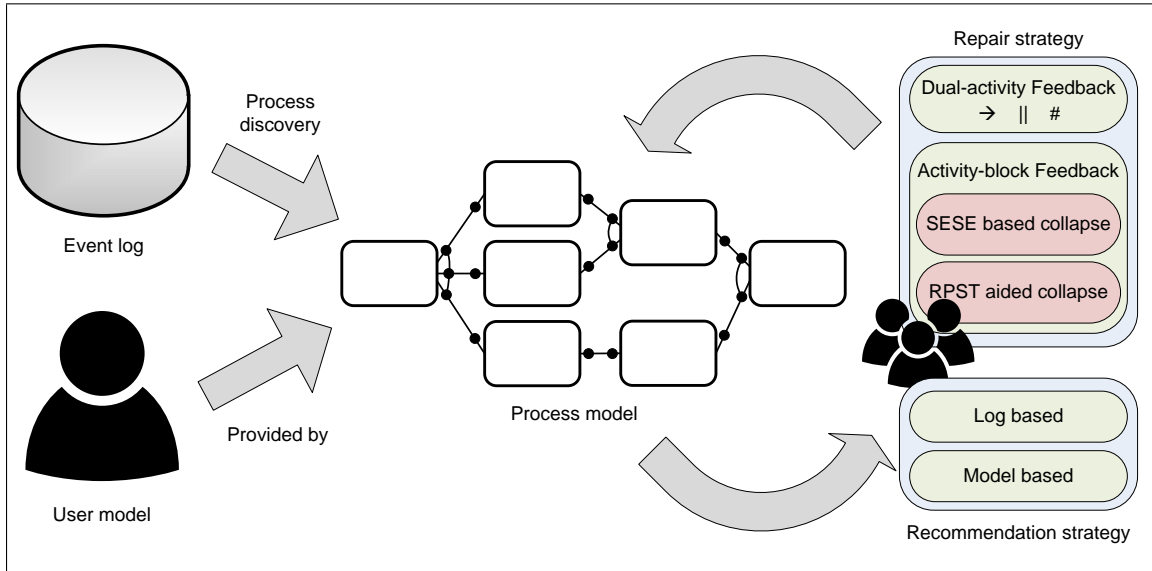 Process
discovery
Event log
Provided by
User model
Process model
Repair strategy
Dual-activity Feedback
→ || #
Activity-block Feedback
SESE based collapse
RPST aided collapse
Log based
Model based
Recommendation strategy